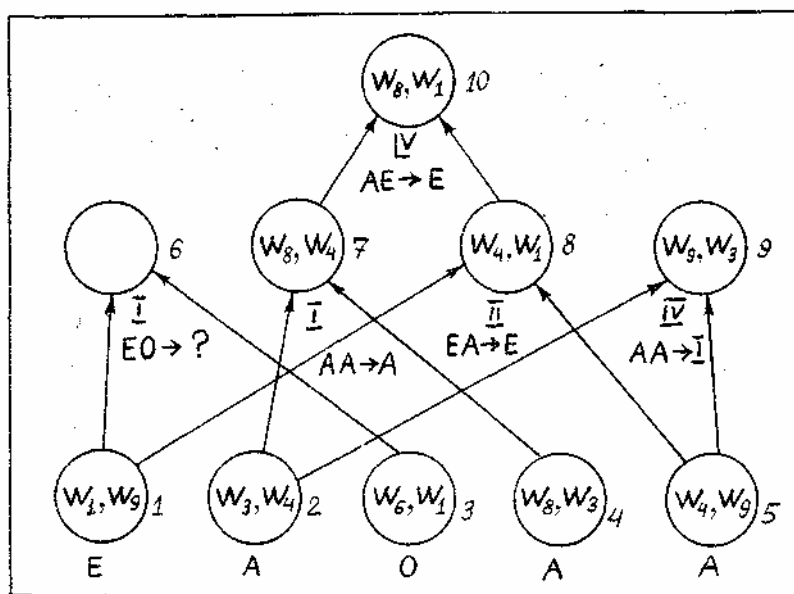 W₈, W₁ 10
IV
AE → E
6
W₈, W₄ 7
W₄, W₁ 8
W₉, W₃ 9
I
I
II
IV
EO → ?
AA → A
EA → E
AA → I
W₁, W₉ 1
W₃, W₄ 2
W₆, W₁ 3
W₈, W₃ 4
W₄, W₉ 5
E A O A A